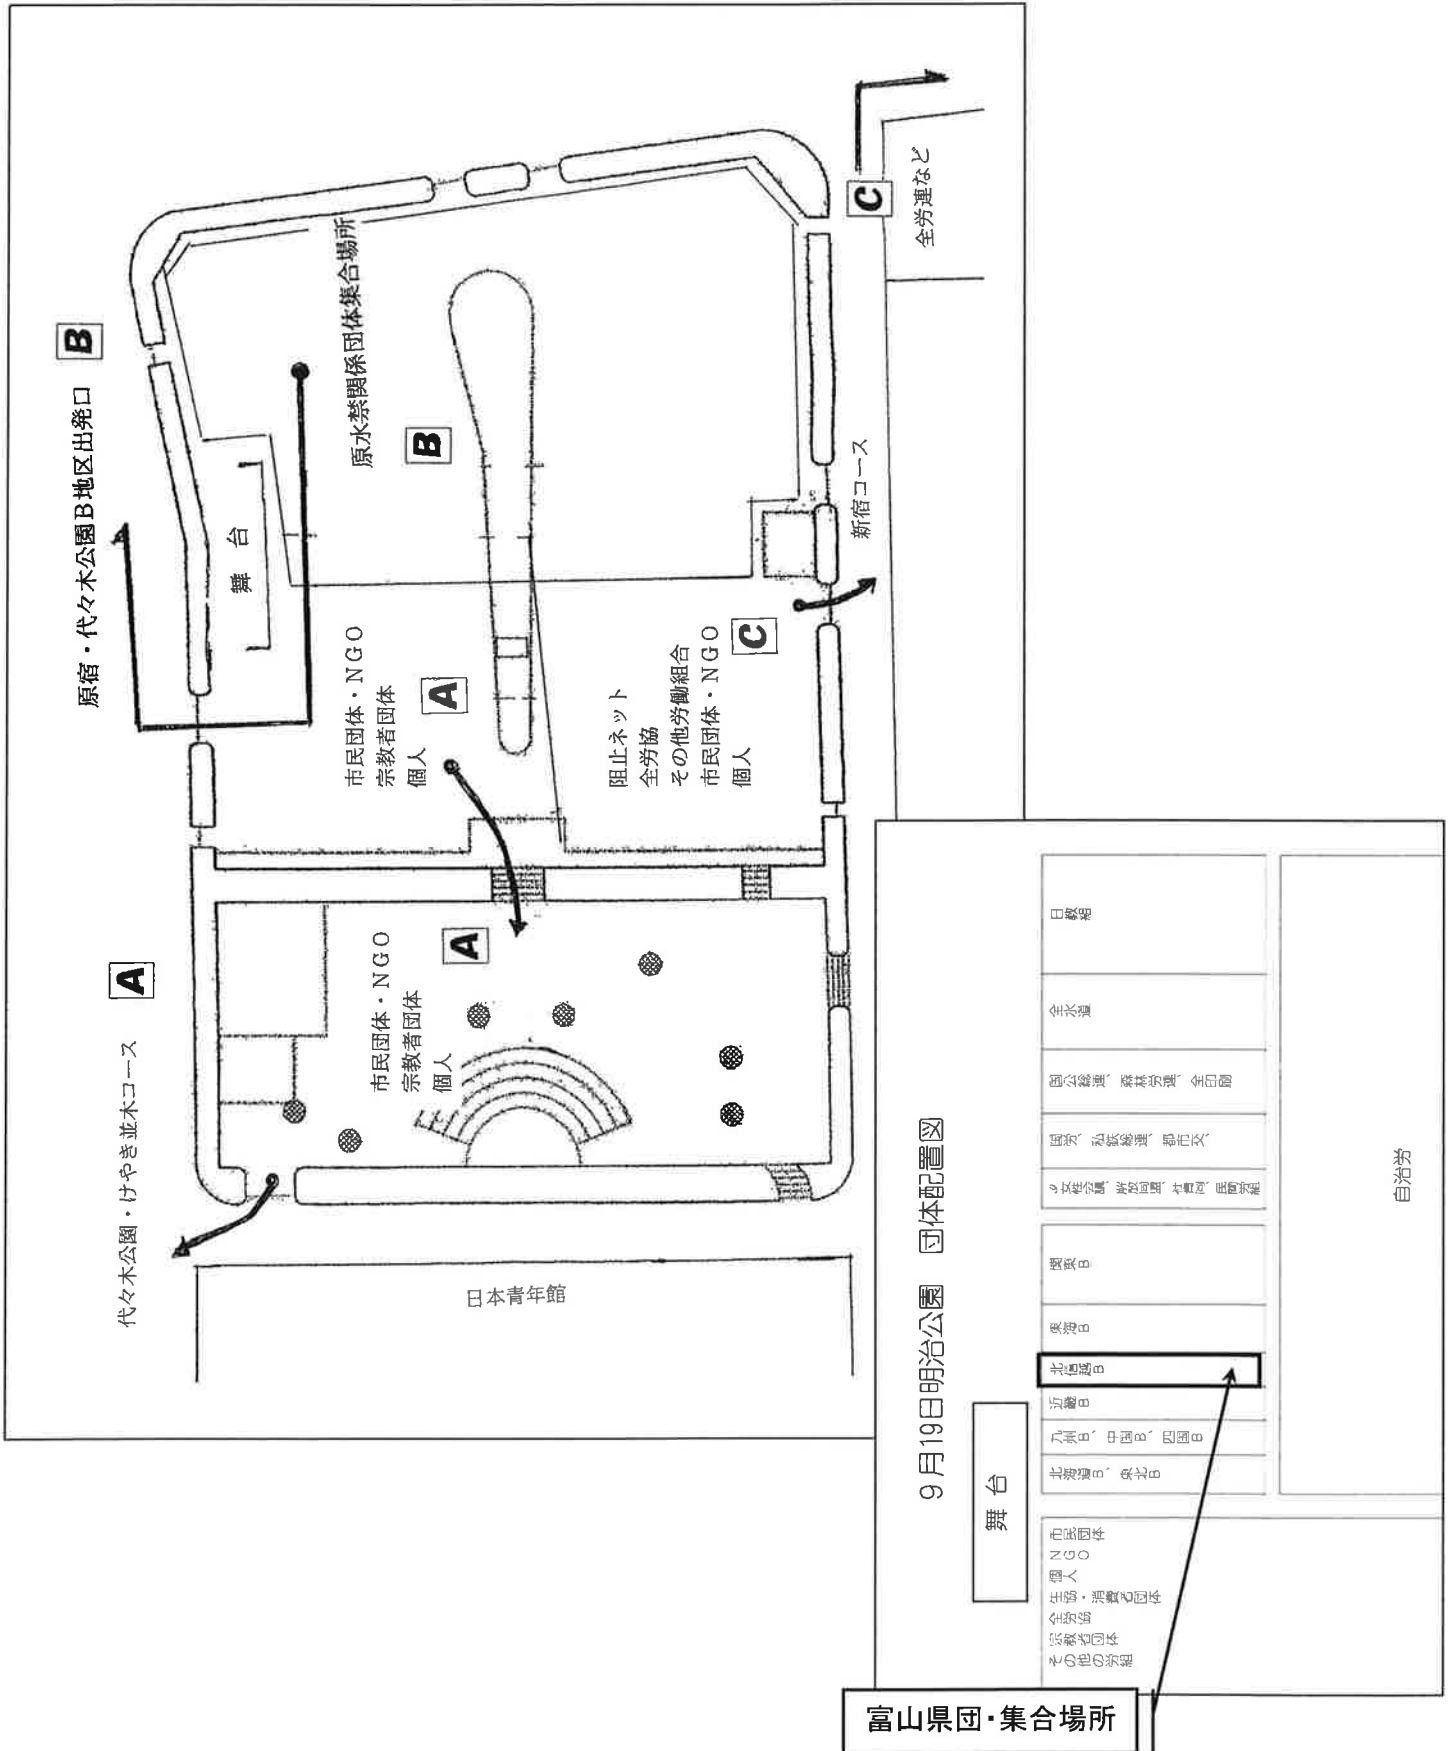 原宿・代々木公園B地区出発口
B
舞 台
原水禁関係団体集合場所
B
C
全労連など
新宿コース
市民団体・NGO
宗教者団体
個人
A
阻止ネット
全労協
その他労働組合
市民団体・NGO
個人
C
A
代々木公園・けやき並木コース
市民団体・NGO
宗教者団体
個人
A
日本青年館
9月19日明治公園 団体配置図
舞 台
市民団体
NGO
個人
生協・消費者団体
全労協
宗教者団体
その他の労組
北海道B、東北B
九州B、中国B、四国B
近畿B
北信越B
東海B
関東B
国労、私鉄総連、都市交、
国公総連、森林労連、全印刷
全水道
日教組
自治労
富山県団・集合場所